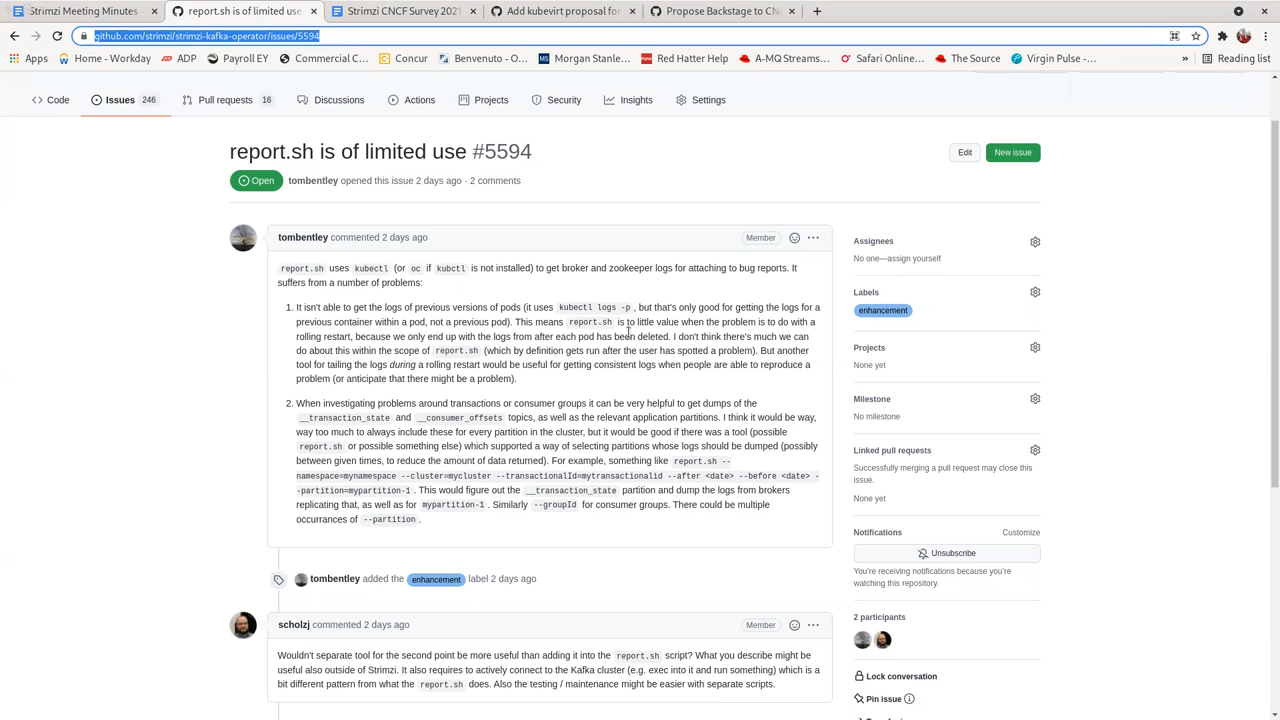 Strimzi Meeting Minutes
report.sh is of limited use
Strimzi CNCF Survey 2021
Add kubevirt proposal for
Propose Backstage to CN
github.com/strimzi/strimzi-kafka-operator/issues/5594
Apps
Home - Workday
ADP
Payroll EY
Commercial C…
Concur
Benvenuto - O…
Morgan Stanle…
Red Hatter Help
A-MQ Streams…
Safari Online…
The Source
Virgin Pulse -…
»
Reading list
Code
Issues 246
Pull requests 16
Discussions
Actions
Projects
Security
Insights
Settings
report.sh is of limited use #5594
Edit
New issue
Open
tombentley opened this issue 2 days ago · 2 comments
tombentley commented 2 days ago
Member
report.sh uses kubectl (or oc if kubctl is not installed) to get broker and zookeeper logs for attaching to bug reports. It
suffers from a number of problems:
1. It isn't able to get the logs of previous versions of pods (it uses kubectl logs -p , but that's only good for getting the logs for a
previous container within a pod, not a previous pod). This means report.sh is to little value when the problem is to do with a
rolling restart, because we only end up with the logs from after each pod has been deleted. I don't think there's much we can
do about this within the scope of report.sh (which by definition gets run after the user has spotted a problem). But another
tool for tailing the logs during a rolling restart would be useful for getting consistent logs when people are able to reproduce a
problem (or anticipate that there might be a problem).
2. When investigating problems around transactions or consumer groups it can be very helpful to get dumps of the
__transaction_state and __consumer_offsets topics, as well as the relevant application partitions. I think it would be way,
way too much to always include these for every partition in the cluster, but it would be good if there was a tool (possible
report.sh or possible something else) which supported a way of selecting partitions whose logs should be dumped (possibly
between given times, to reduce the amount of data returned). For example, something like report.sh --
namespace=mynamespace --cluster=mycluster --transactionalId=mytransactionalid --after <date> --before <date> -
-partition=mypartition-1 . This would figure out the __transaction_state partition and dump the logs from brokers
replicating that, as well as for mypartition-1 . Similarly --groupId for consumer groups. There could be multiple
occurrances of --partition .
tombentley added the enhancement label 2 days ago
scholzj commented 2 days ago
Member
Wouldn't separate tool for the second point be more useful than adding it into the report.sh script? What you describe might be
useful also outside of Strimzi. It also requires to actively connect to the Kafka cluster (e.g. exec into it and run something) which is a
bit different pattern from what the report.sh does. Also the testing / maintenance might be easier with separate scripts.
Assignees
No one—assign yourself
Labels
enhancement
Projects
None yet
Milestone
No milestone
Linked pull requests
Successfully merging a pull request may close this
issue.
None yet
Notifications
Customize
Unsubscribe
You're receiving notifications because you're
watching this repository.
2 participants
Lock conversation
Pin issue